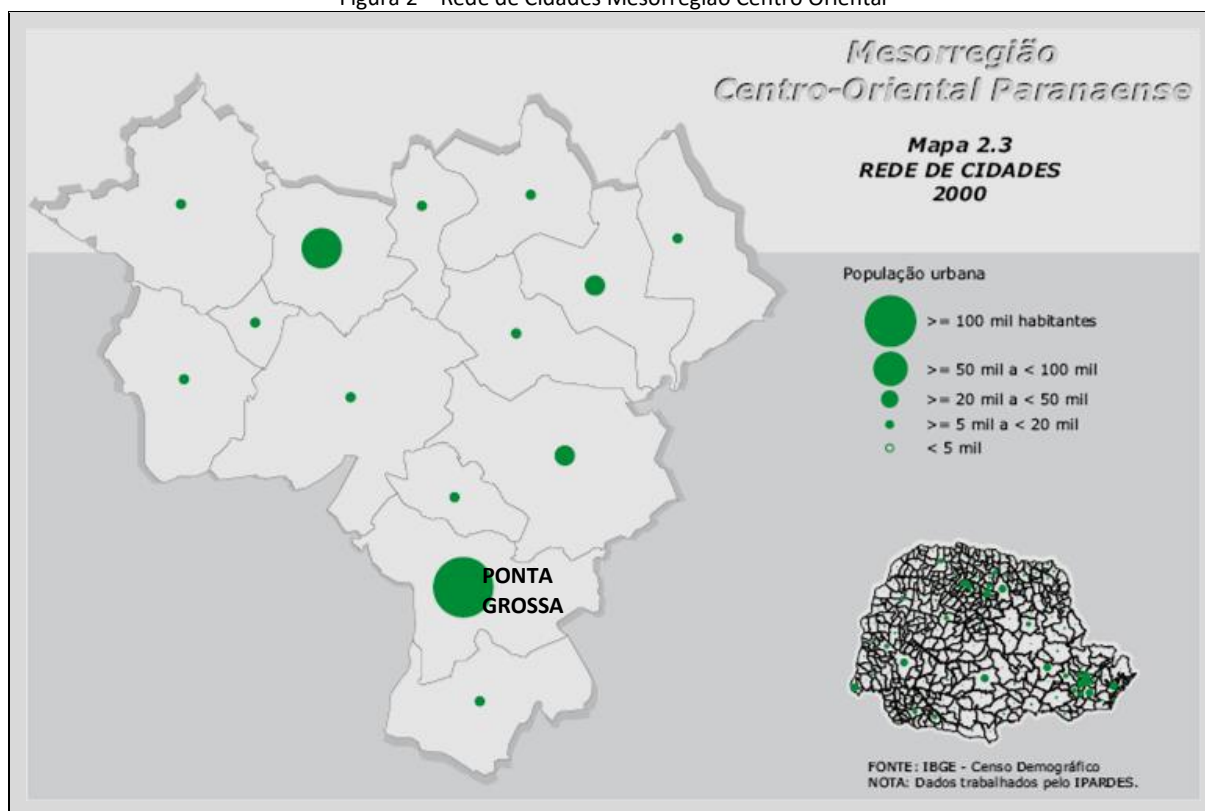 Figura 2 – Rede de Cidades Mesorregião Centro Oriental
Mesorregião
Centro-Oriental Paranaense
Mapa 2.3
REDE DE CIDADES
2000
População urbana
>= 100 mil habitantes
>= 50 mil a < 100 mil
>= 20 mil a < 50 mil
>= 5 mil a < 20 mil
< 5 mil
PONTA
GROSSA
FONTE: IBGE - Censo Demográfico
NOTA: Dados trabalhados pelo IPARDES.